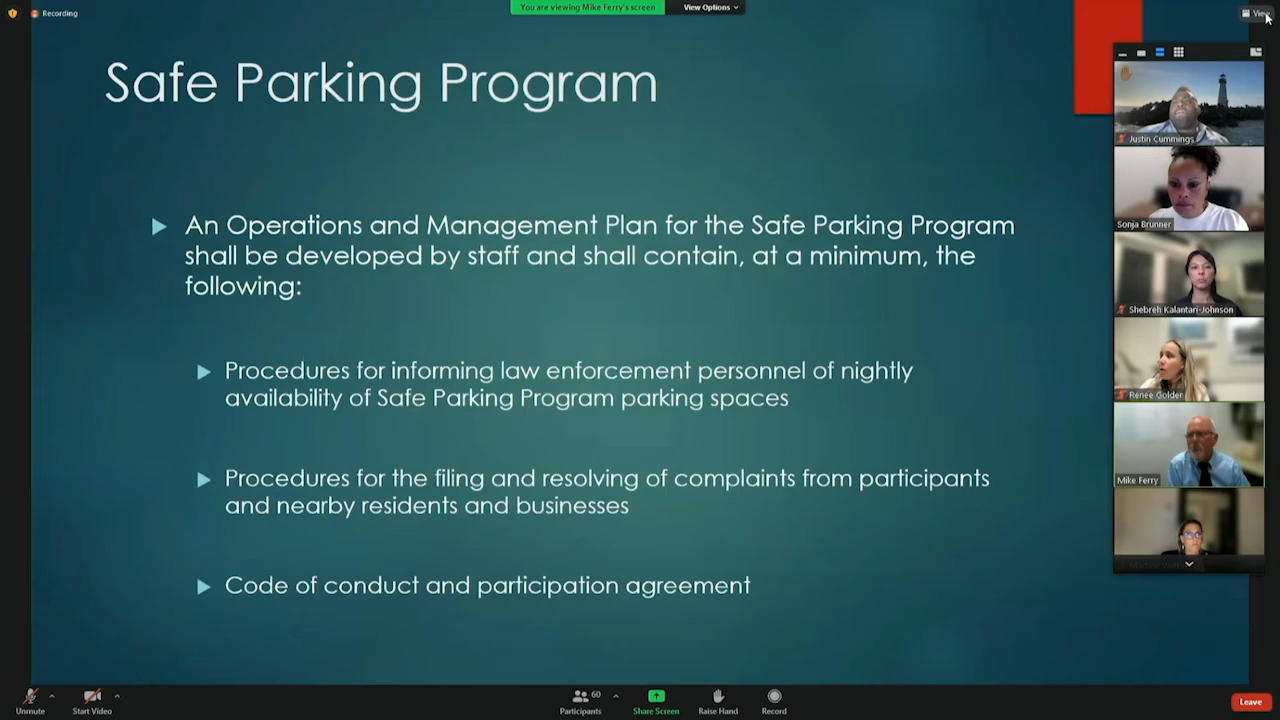 Recording
You are viewing Mike Ferry's screen
View Options
View
Safe Parking Program
An Operations and Management Plan for the Safe Parking Program
shall be developed by staff and shall contain, at a minimum, the
following:
Procedures for informing law enforcement personnel of nightly
availability of Safe Parking Program parking spaces
Procedures for the filing and resolving of complaints from participants
and nearby residents and businesses
Code of conduct and participation agreement
Justin Cummings
Sonja Brunner
Shebreh Kalantari-Johnson
Renee Golder
Mike Ferry
Unmute
Start Video
60
Participants
Share Screen
Raise Hand
Record
Leave